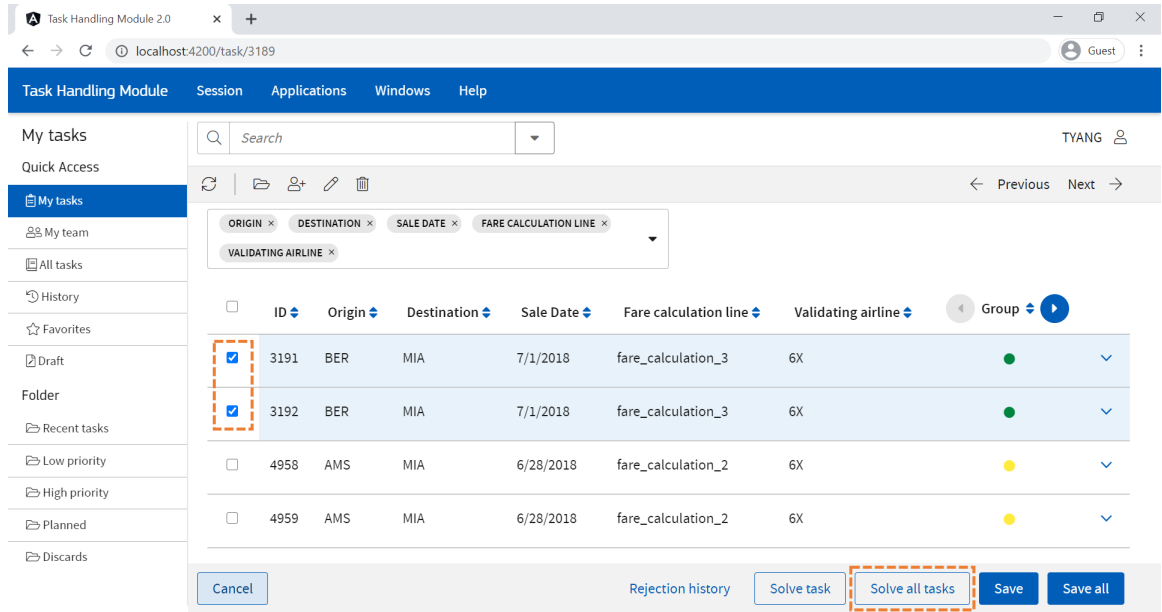 Task Handling Module 2.0
localhost:4200/task/3189
Guest
Task Handling Module Session Applications Windows Help
My tasks
Search
TYANG
Quick Access
Previous Next
My tasks
My team
All tasks
History
Favorites
Draft
Folder
Recent tasks
Low priority
High priority
Planned
Discards
ORIGIN × DESTINATION × SALE DATE × FARE CALCULATION LINE ×
VALIDATING AIRLINE ×
ID Origin Destination Sale Date Fare calculation line Validating airline Group
3191 BER MIA 7/1/2018 fare_calculation_3 6X
3192 BER MIA 7/1/2018 fare_calculation_3 6X
4958 AMS MIA 6/28/2018 fare_calculation_2 6X
4959 AMS MIA 6/28/2018 fare_calculation_2 6X
Cancel Rejection history Solve task Solve all tasks Save Save all